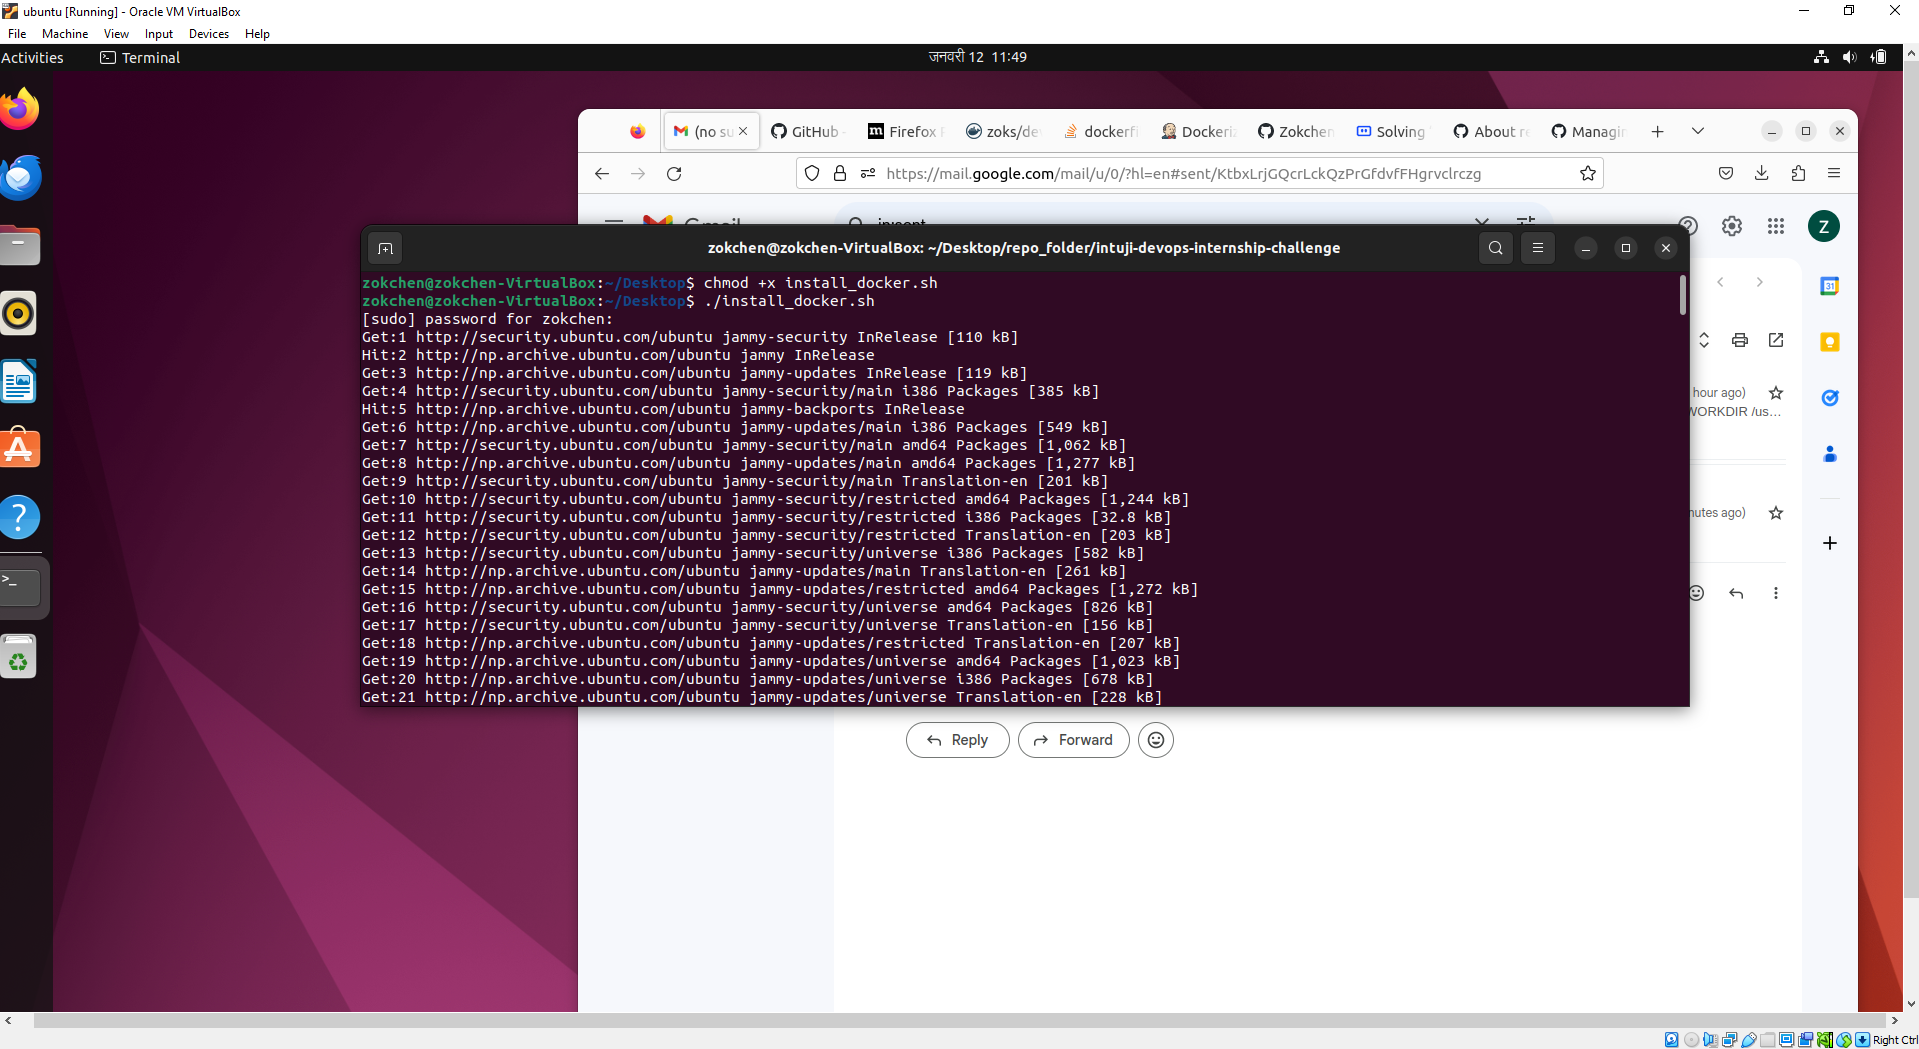 ubuntu [Running] - Oracle VM VirtualBox
File Machine View Input Devices Help
Activities Terminal जनवरी 12 11:49
(no su GitHub Firefox zoks/de dockerfi Dockeri Zokchen Solving About re Managin
https://mail.google.com/mail/u/0/?hl=en#sent/KtbxLrjGQcrLckQzPrGfdvfFHgrvclrczg
Gmail in:sent Z
zokchen@zokchen-VirtualBox: ~/Desktop/repo_folder/intuji-devops-internship-challenge
zokchen@zokchen-VirtualBox:~/Desktop$ chmod +x install_docker.sh
zokchen@zokchen-VirtualBox:~/Desktop$ ./install_docker.sh
[sudo] password for zokchen:
Get:1 http://security.ubuntu.com/ubuntu jammy-security InRelease [110 kB]
Hit:2 http://np.archive.ubuntu.com/ubuntu jammy InRelease
Get:3 http://np.archive.ubuntu.com/ubuntu jammy-updates InRelease [119 kB]
Get:4 http://security.ubuntu.com/ubuntu jammy-security/main i386 Packages [385 kB]
Hit:5 http://np.archive.ubuntu.com/ubuntu jammy-backports InRelease
Get:6 http://np.archive.ubuntu.com/ubuntu jammy-updates/main i386 Packages [549 kB]
Get:7 http://security.ubuntu.com/ubuntu jammy-security/main amd64 Packages [1,062 kB]
Get:8 http://np.archive.ubuntu.com/ubuntu jammy-updates/main amd64 Packages [1,277 kB]
Get:9 http://security.ubuntu.com/ubuntu jammy-security/main Translation-en [201 kB]
Get:10 http://security.ubuntu.com/ubuntu jammy-security/restricted amd64 Packages [1,244 kB]
Get:11 http://security.ubuntu.com/ubuntu jammy-security/restricted i386 Packages [32.8 kB]
Get:12 http://security.ubuntu.com/ubuntu jammy-security/restricted Translation-en [203 kB]
Get:13 http://security.ubuntu.com/ubuntu jammy-security/universe i386 Packages [582 kB]
Get:14 http://np.archive.ubuntu.com/ubuntu jammy-updates/main Translation-en [261 kB]
Get:15 http://np.archive.ubuntu.com/ubuntu jammy-updates/restricted amd64 Packages [1,272 kB]
Get:16 http://security.ubuntu.com/ubuntu jammy-security/universe amd64 Packages [826 kB]
Get:17 http://security.ubuntu.com/ubuntu jammy-security/universe Translation-en [156 kB]
Get:18 http://np.archive.ubuntu.com/ubuntu jammy-updates/restricted Translation-en [207 kB]
Get:19 http://np.archive.ubuntu.com/ubuntu jammy-updates/universe amd64 Packages [1,023 kB]
Get:20 http://np.archive.ubuntu.com/ubuntu jammy-updates/universe i386 Packages [678 kB]
Get:21 http://np.archive.ubuntu.com/ubuntu jammy-updates/universe Translation-en [228 kB]
31
hour ago)
WORKDIR /us...
nutes ago)
Reply Forward
Right Ctrl